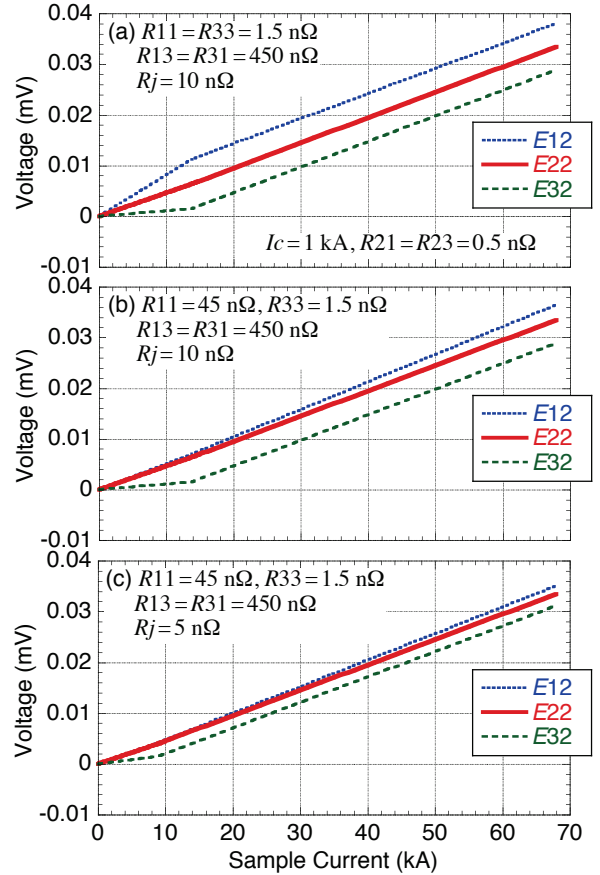 0.04
(a) R11 = R33 = 1.5 nΩ
R13 = R31 = 450 nΩ
Rj = 10 nΩ
0.03
0.02
0.01
0
-0.01
Voltage (mV)
E12
E22
E32
Ic = 1 kA, R21 = R23 = 0.5 nΩ
0.04
(b) R11 = 45 nΩ, R33 = 1.5 nΩ
R13 = R31 = 450 nΩ
Rj = 10 nΩ
0.03
0.02
0.01
0
-0.01
Voltage (mV)
E12
E22
E32
0.04
(c) R11 = 45 nΩ, R33 = 1.5 nΩ
R13 = R31 = 450 nΩ
Rj = 5 nΩ
0.03
0.02
0.01
0
-0.01
Voltage (mV)
E12
E22
E32
0 10 20 30 40 50 60 70
Sample Current (kA)